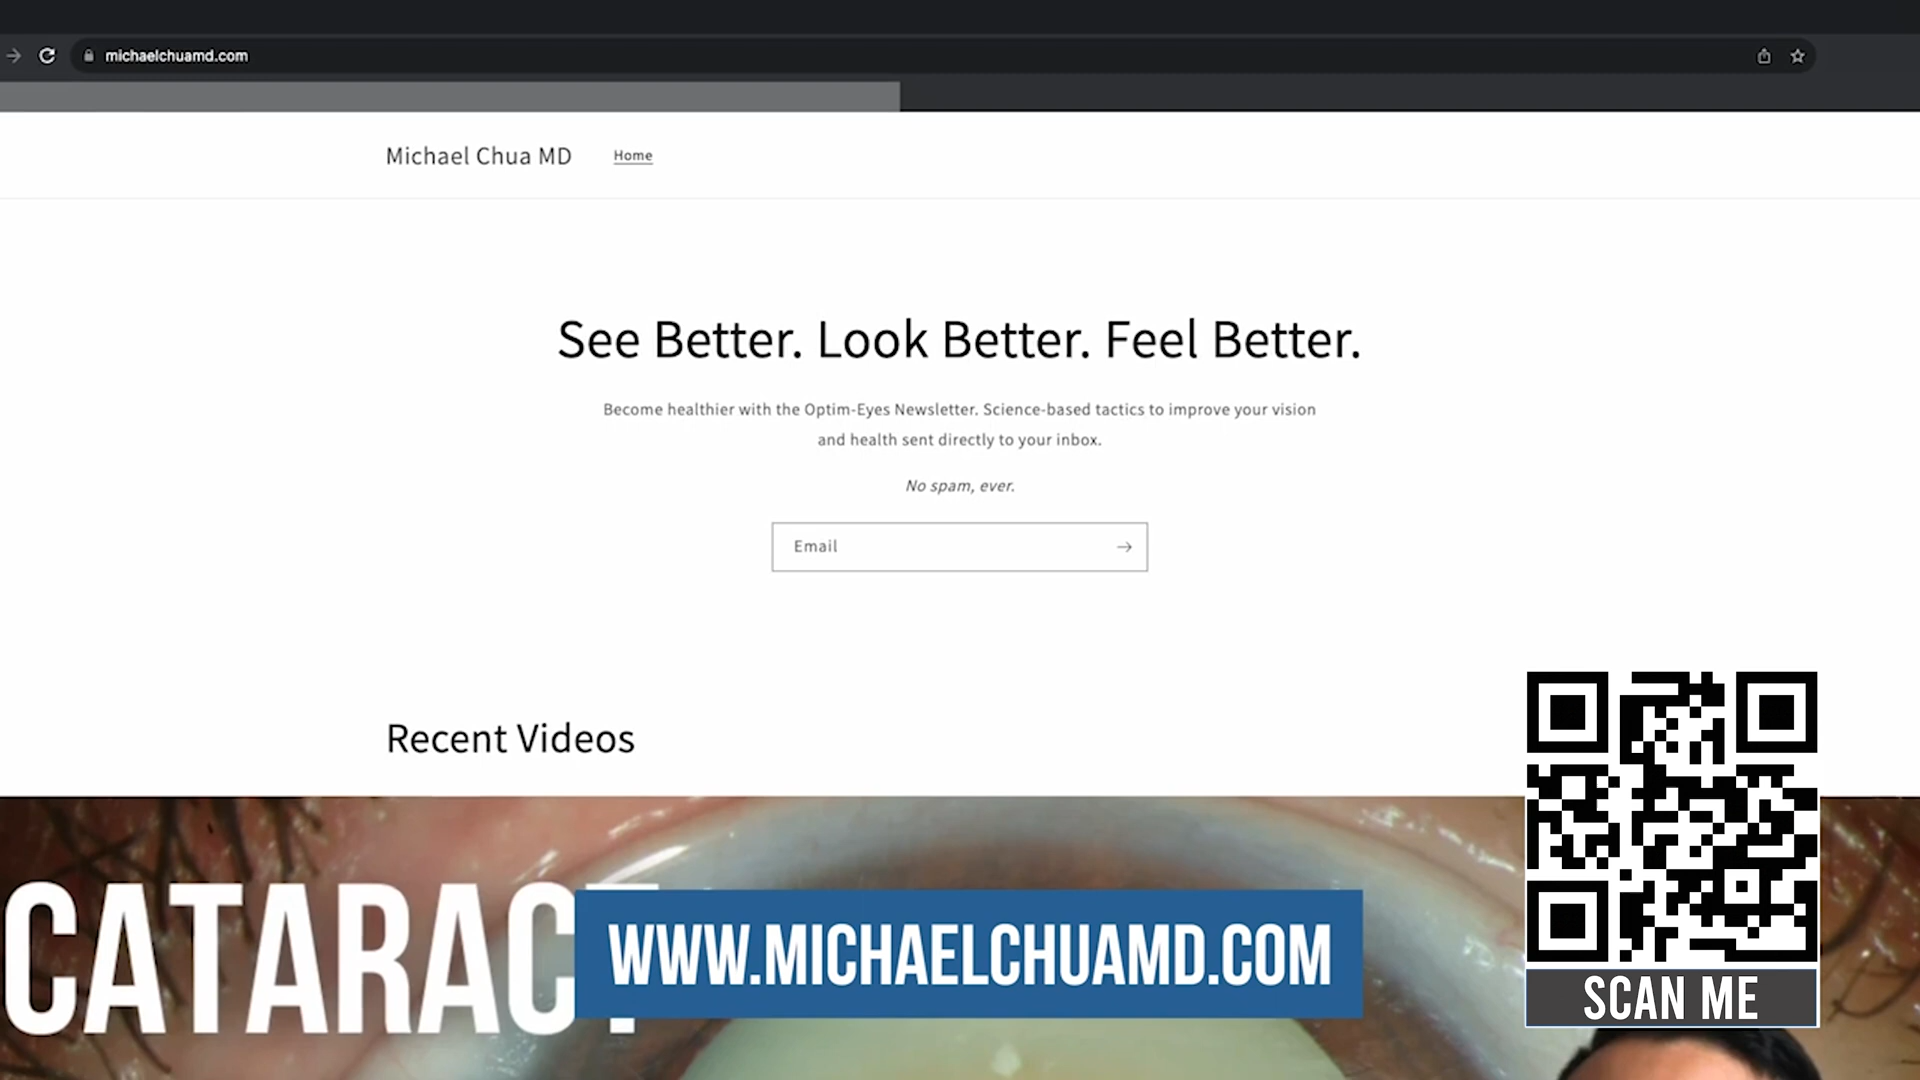 michaelchuamd.com
Michael Chua MD
Home
See Better. Look Better. Feel Better.
Become healthier with the Optim-Eyes Newsletter. Science-based tactics to improve your vision
and health sent directly to your inbox.
No spam, ever.
Email
Recent Videos
CATARACT
WWW.MICHAELCHUAMD.COM
SCAN ME